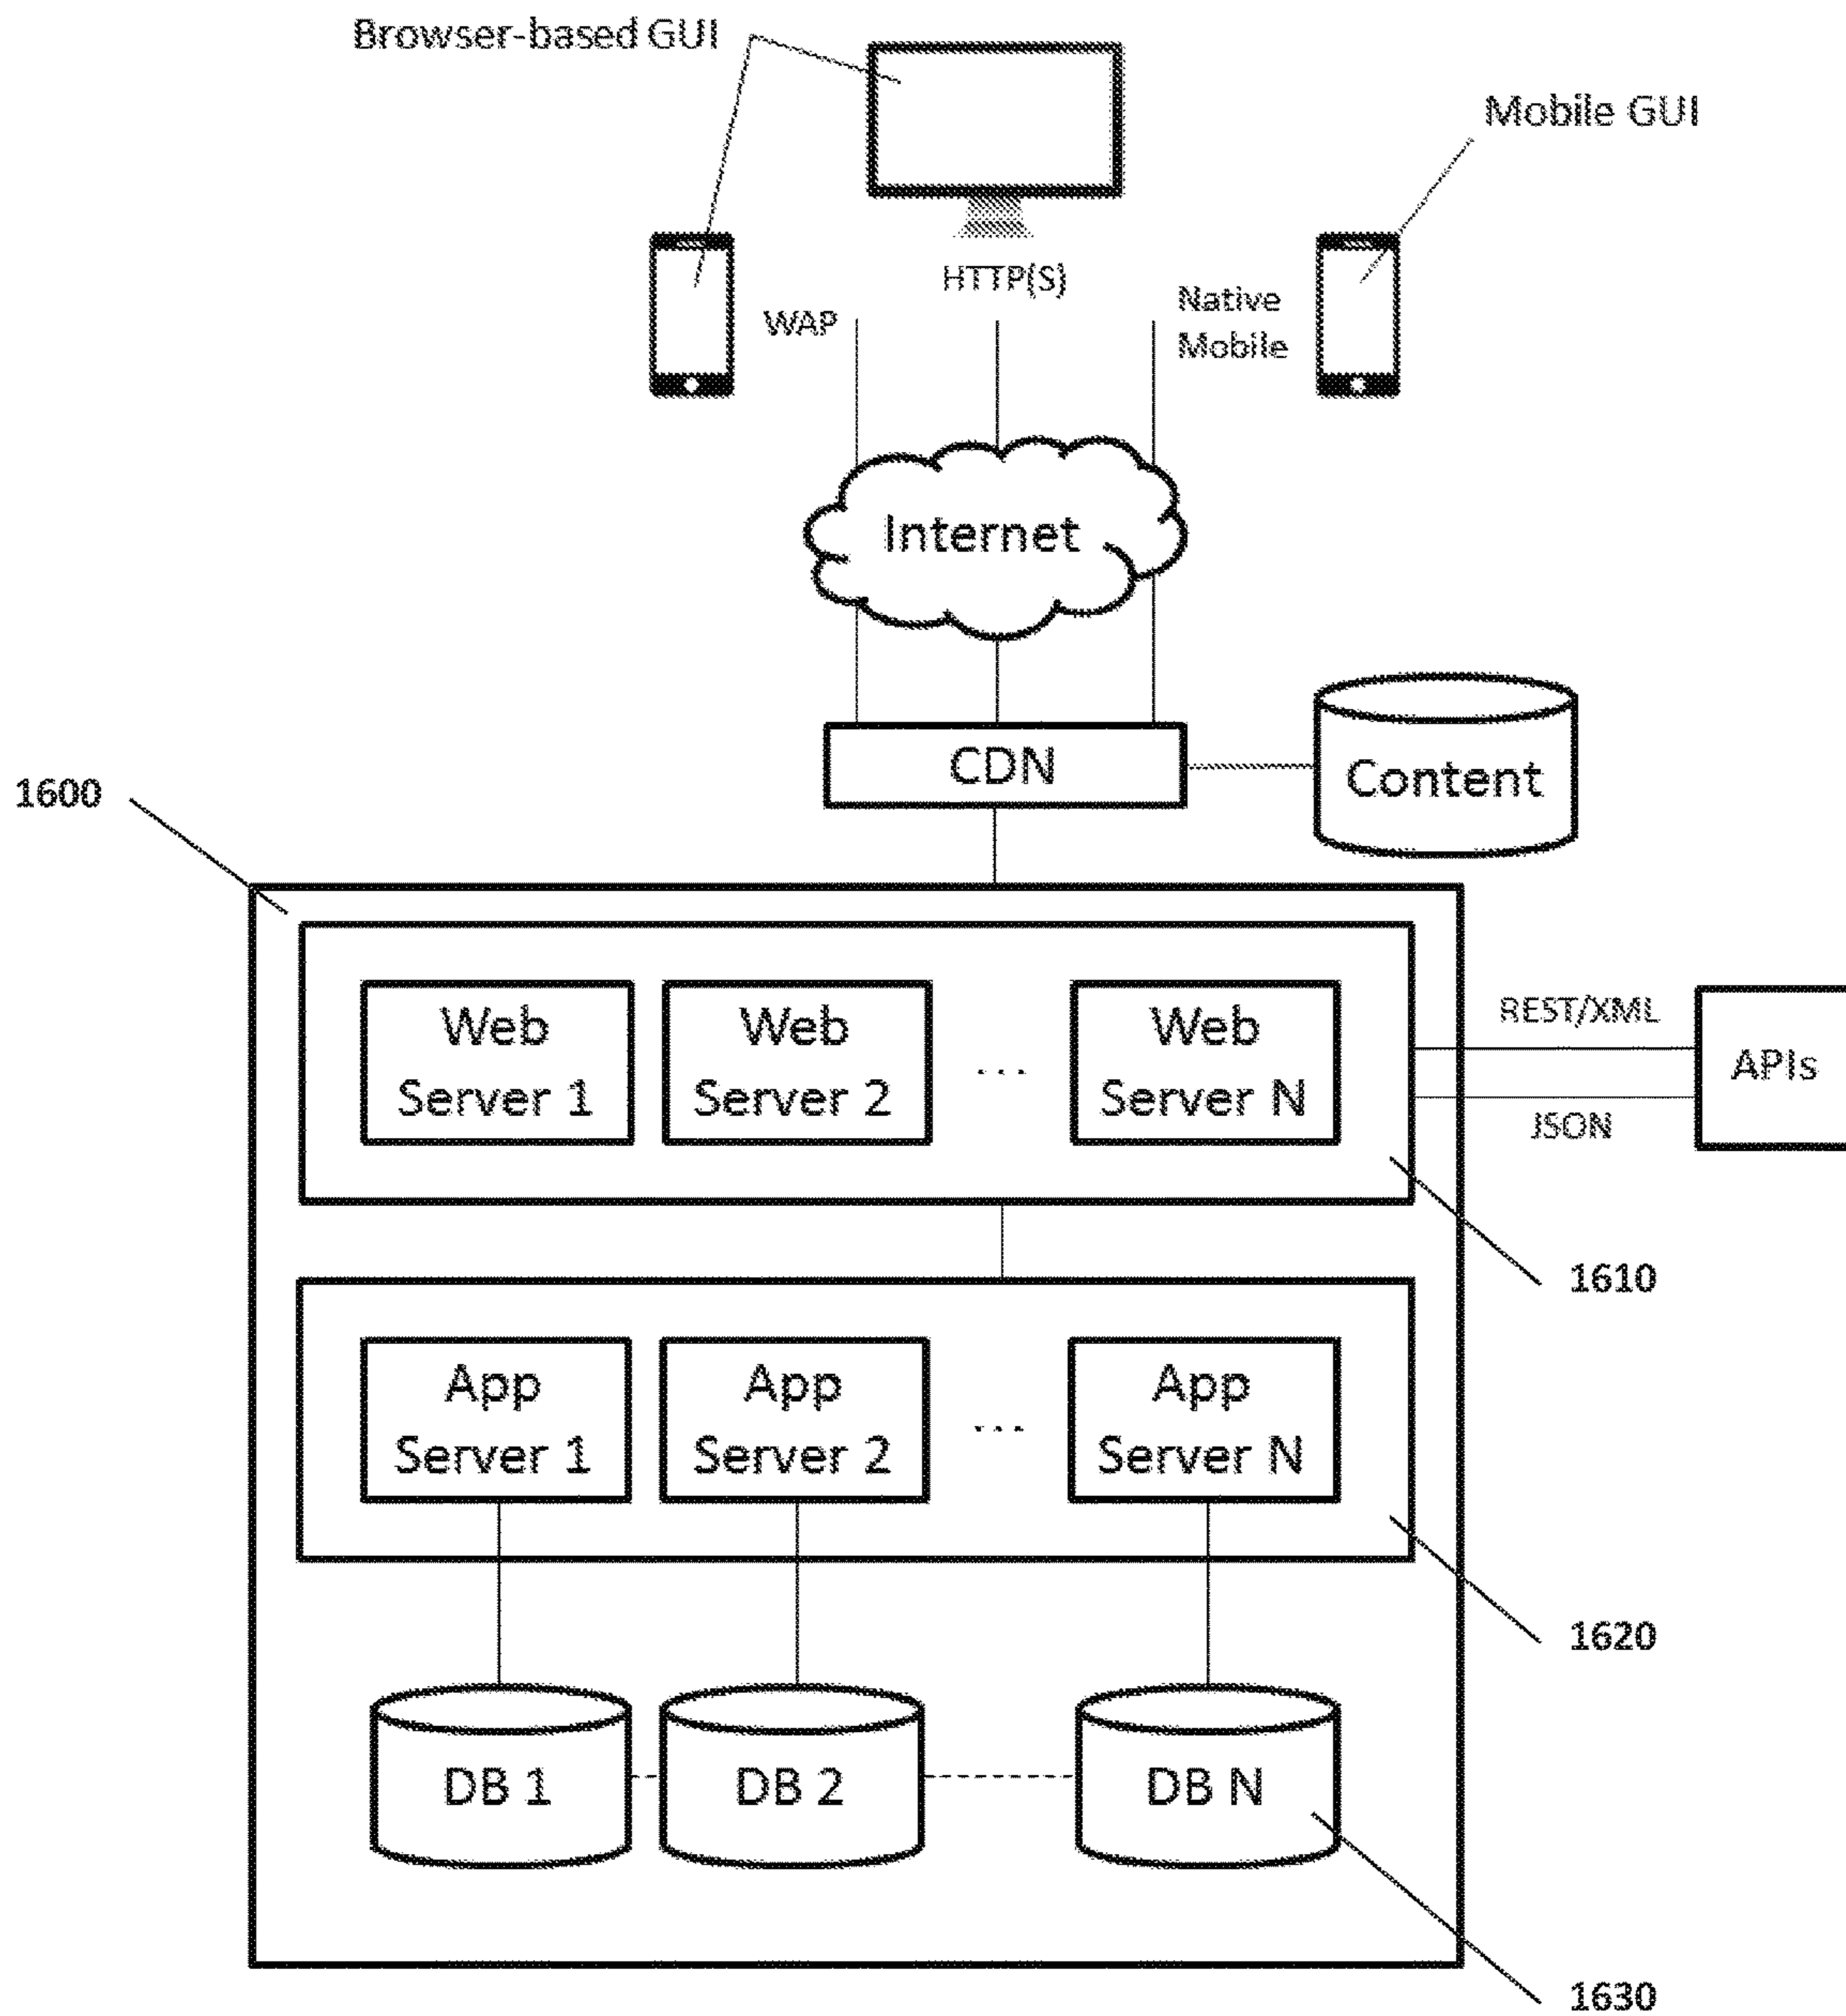 Browser-based GUI
Mobile GUI
HTTP(S)
WAP
Native
Mobile
Internet
CDN
Content
1600
Web
Server 1
Web
Server 2
...
Web
Server N
REST/XML
JSON
APIs
1610
App
Server 1
App
Server 2
...
App
Server N
1620
DB 1
DB 2
DB N
1630